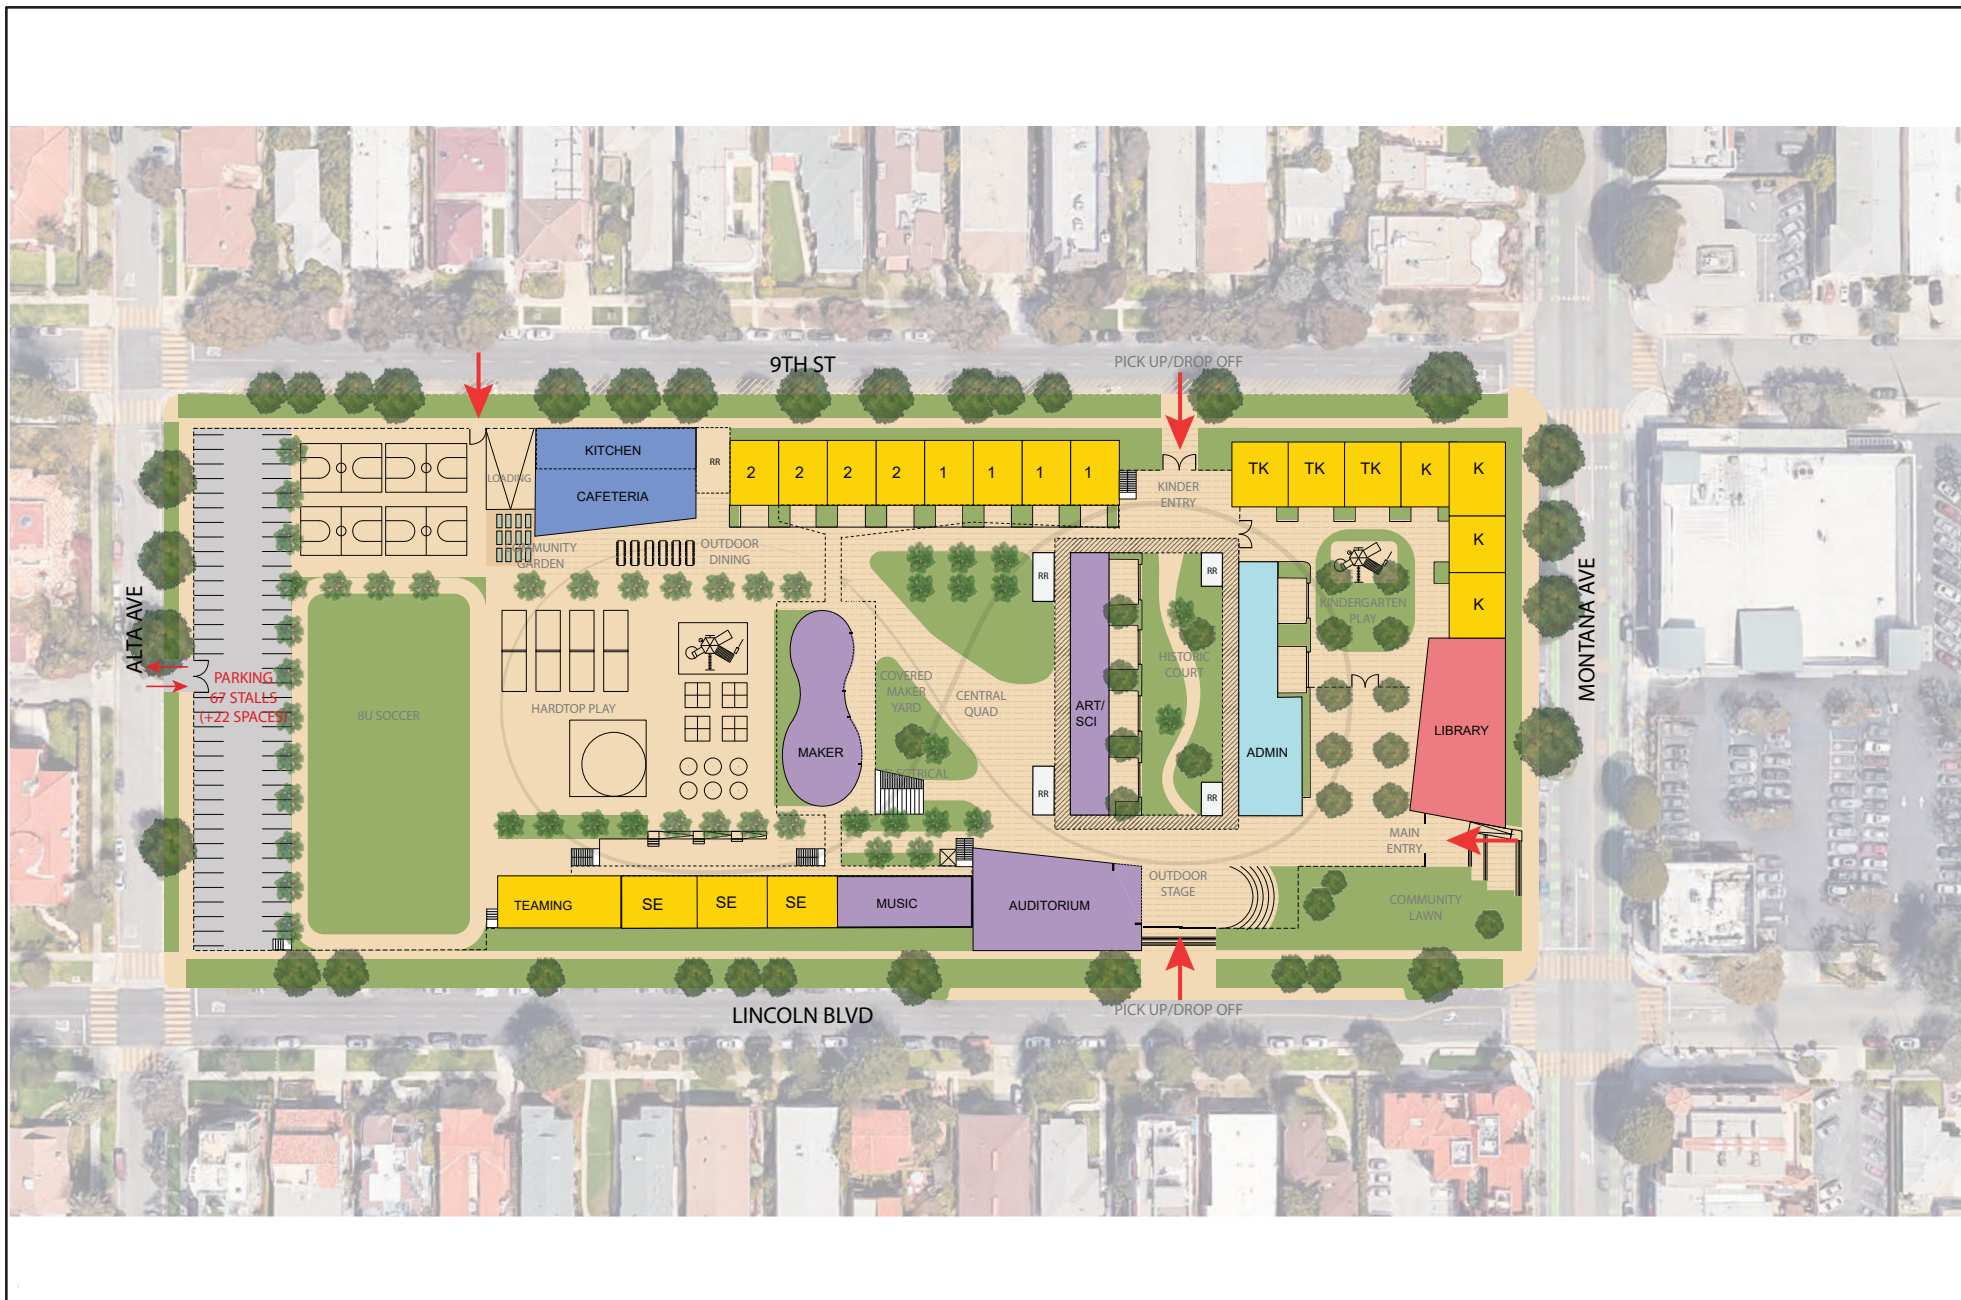 9TH ST
PICK UP/DROP OFF
KITCHEN
CAFETERIA
LOADING
RR
2
2
2
2
1
1
1
1
KINDER
ENTRY
TK
TK
TK
K
K
K
K
COMMUNITY
GARDEN
OUTDOOR
DINING
RR
RR
KINDERGARTEN
PLAY
ALTA AVE
MONTANA AVE
PARKING
67 STALLS
(+22 SPACES)
8U SOCCER
HARDTOP PLAY
MAKER
COVERED
MAKER
YARD
CENTRAL
QUAD
ELECTRICAL
ART/
SCI
HISTORIC
COURT
ADMIN
LIBRARY
RR
RR
MAIN
ENTRY
TEAMING
SE
SE
SE
MUSIC
AUDITORIUM
OUTDOOR
STAGE
COMMUNITY
LAWN
LINCOLN BLVD
PICK UP/DROP OFF